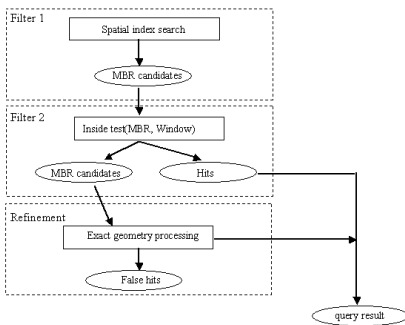 Filter 1
Spatial index search
MBR candidates
Filter 2
Inside test(MBR, Window)
MBR candidates
Hits
Refinement
Exact geometry processing
False hits
query result